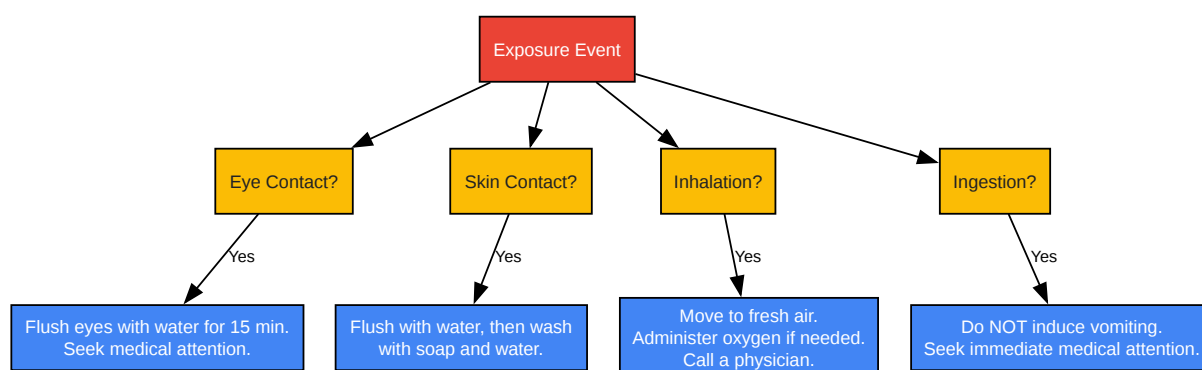 Exposure Event
Eye Contact?
Skin Contact?
Inhalation?
Ingestion?
Yes
Yes
Yes
Yes
Flush eyes with water for 15 min.
Seek medical attention.
Flush with water, then wash
with soap and water.
Move to fresh air.
Administer oxygen if needed.
Call a physician.
Do NOT induce vomiting.
Seek immediate medical attention.